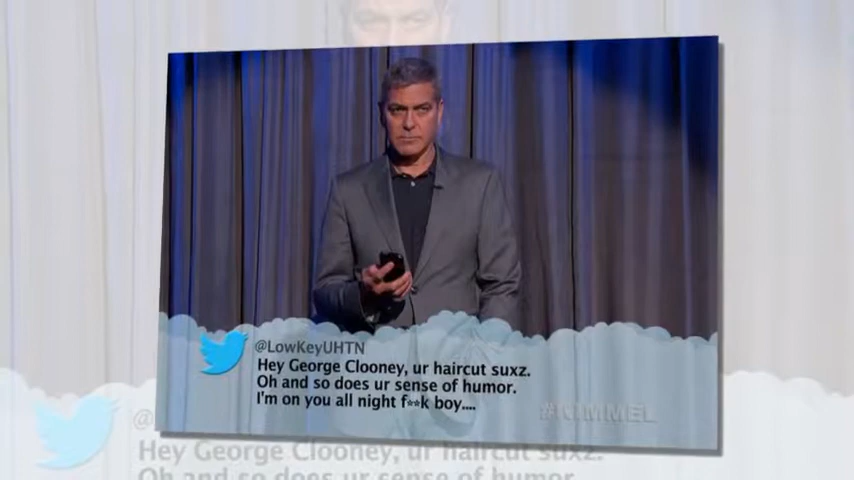 @LowKeyUHTN
Hey George Clooney, ur haircut suxz.
Oh and so does ur sense of humor.
I'm on you all night f**k boy....
#KIMMEL
@
Hey George Clooney, ur haircut suxz.
Oh and so does ur sense of humor.